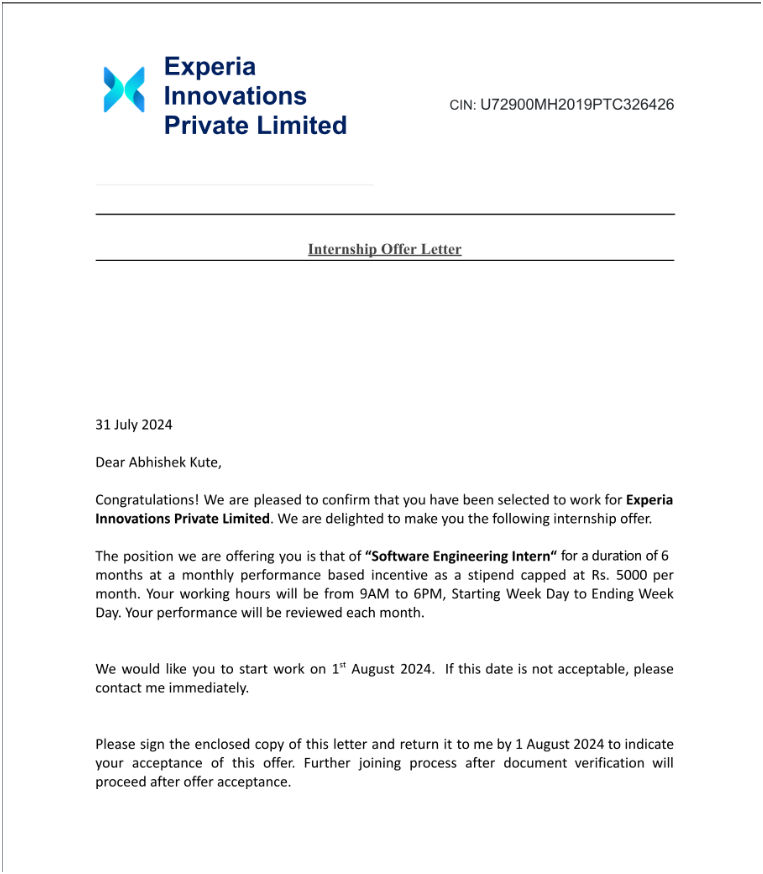 Experia
Innovations
Private Limited
CIN: U72900MH2019PTC326426
Internship Offer Letter
31 July 2024
Dear Abhishek Kute,
Congratulations! We are pleased to confirm that you have been selected to work for Experia
Innovations Private Limited. We are delighted to make you the following internship offer.
The position we are offering you is that of “Software Engineering Intern“ for a duration of 6
months at a monthly performance based incentive as a stipend capped at Rs. 5000 per
month. Your working hours will be from 9AM to 6PM, Starting Week Day to Ending Week
Day. Your performance will be reviewed each month.
We would like you to start work on 1st August 2024. If this date is not acceptable, please
contact me immediately.
Please sign the enclosed copy of this letter and return it to me by 1 August 2024 to indicate
your acceptance of this offer. Further joining process after document verification will
proceed after offer acceptance.